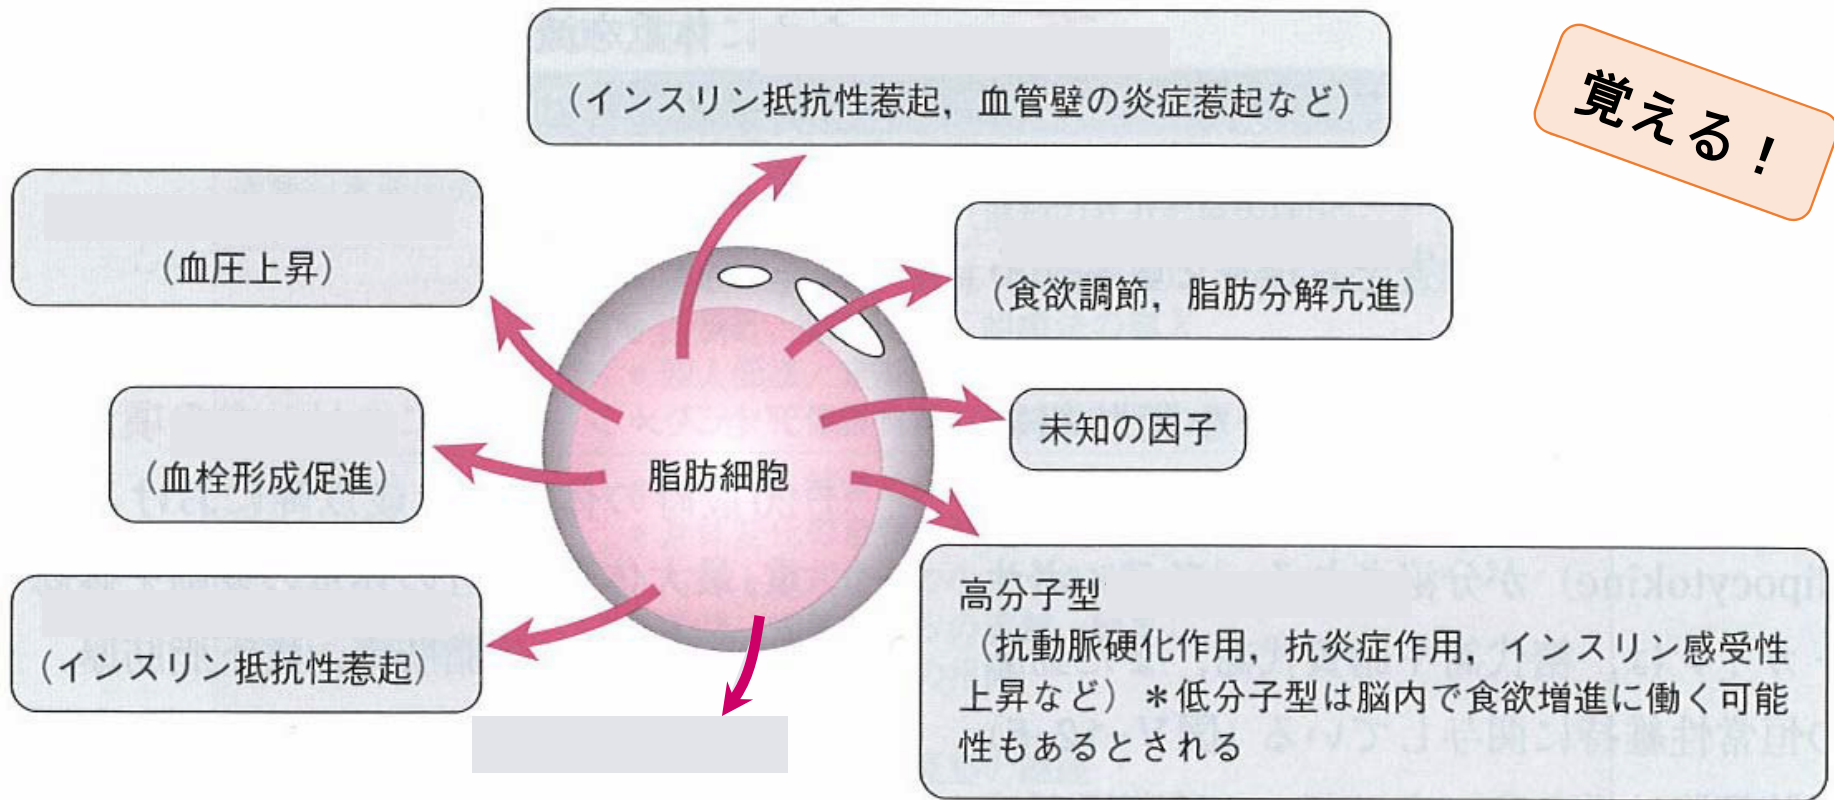 （インスリン抵抗性惹起，血管壁の炎症惹起など）
覚える！
（血圧上昇）
（食欲調節，脂肪分解亢進）
未知の因子
（血栓形成促進）
脂肪細胞
（インスリン抵抗性惹起）
高分子型
（抗動脈硬化作用，抗炎症作用，インスリン感受性
上昇など）＊低分子型は脳内で食欲増進に働く可能
性もあるとされる